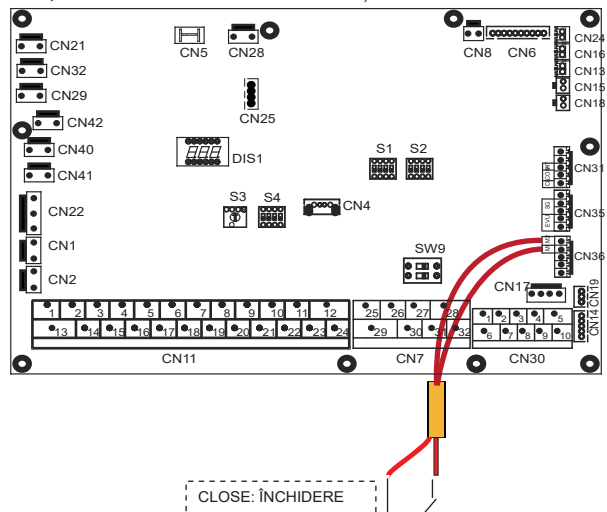 CN21
CN32
CN29
CN42
CN40
CN41
CN22
CN1
CN2
CN5
CN28
CN25
DIS1
CN8
CN6
CN24
CN16
CN13
CN15
CN18
S1
S2
S3
S4
CN4
CN31
CN35
CN36
SG
EVU
M1 M2
SW9
CN17
CN19
CN14
1 2 3 4 5 6 7 8 9 10 11 12
13 14 15 16 17 18 19 20 21 22 23 24
CN11
25 26 27 28
29 30 31 32
CN7
1 2 3 4 5
6 7 8 9 10
CN30
CLOSE: ÎNCHIDERE